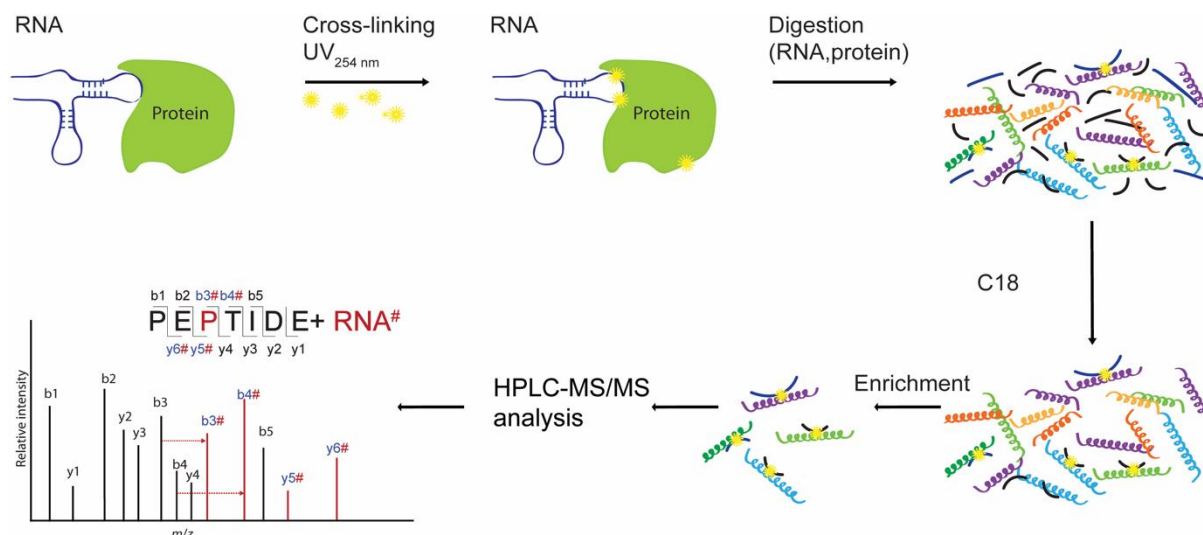 RNA
Cross-linking
UV254 nm
RNA
Digestion
(RNA,protein)
Protein
Protein
C18
Enrichment
HPLC-MS/MS
analysis
b1 b2 b3# b4# b5
PEPTIDE+ RNA#
y6# y5# y4 y3 y2 y1
Relative intensity
b1
y1
b2
y2
y3
b3
b4
y4
b3#
b4#
b5
y5#
y6#
m/z